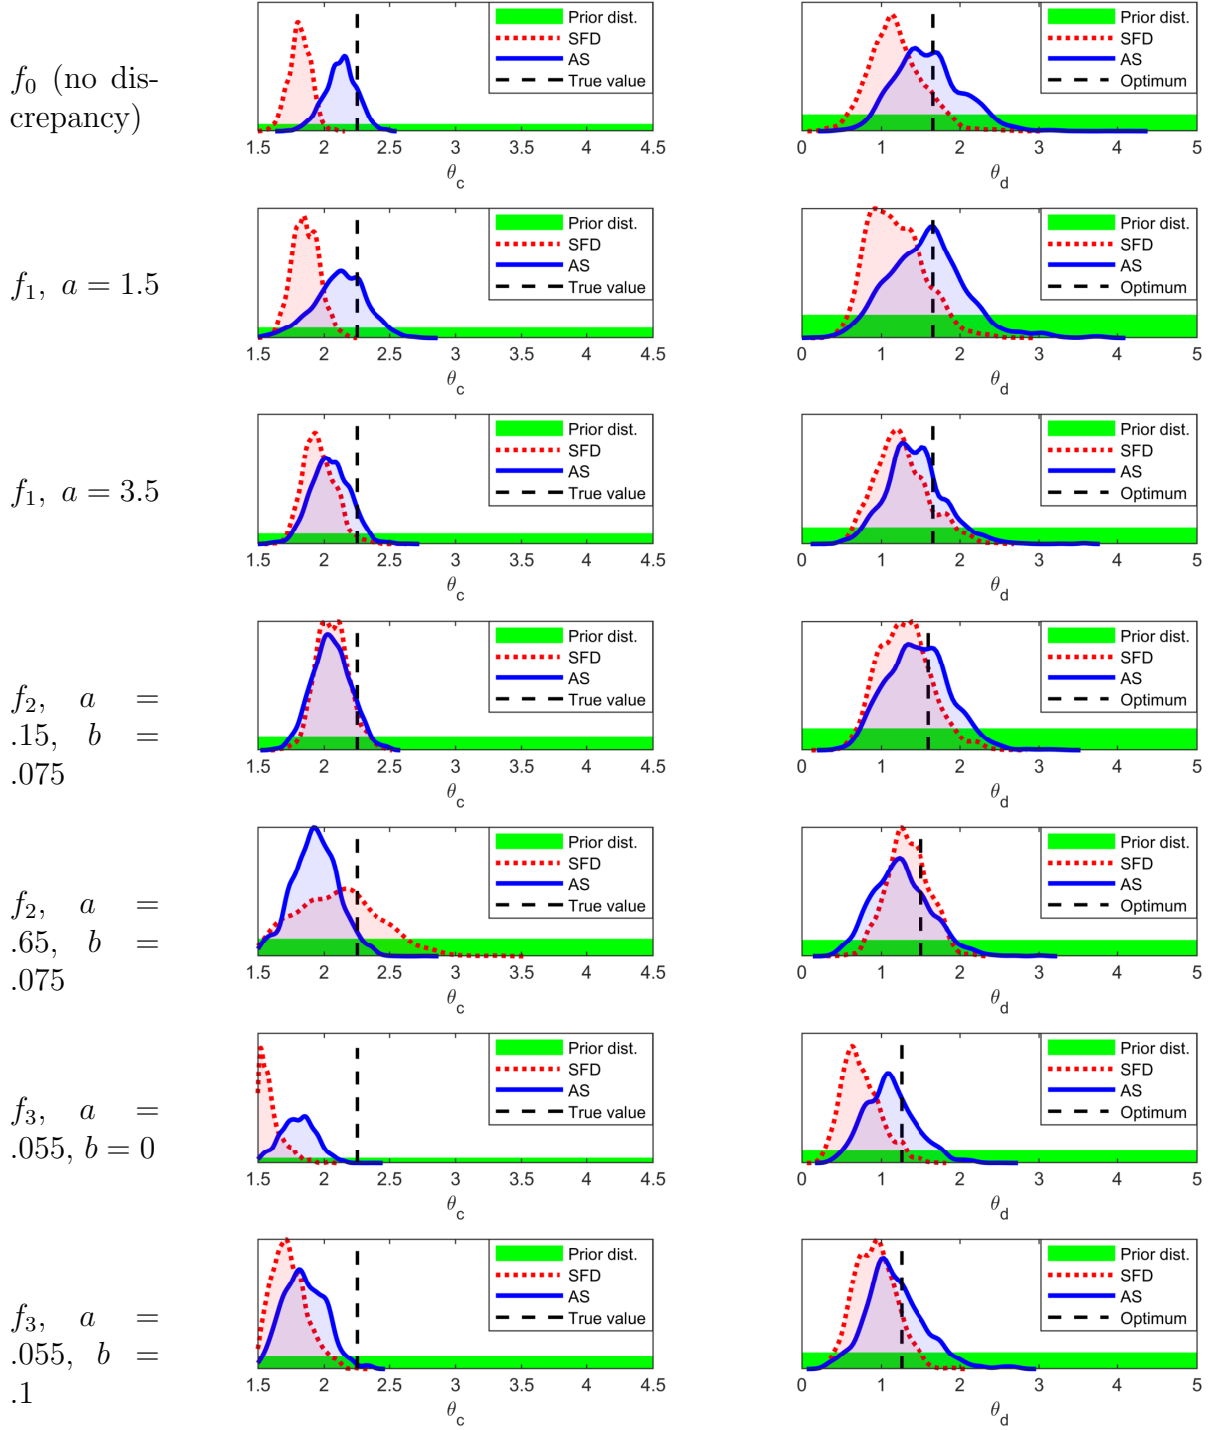 f₀ (no dis-
crepancy)
Prior dist.
SFD
AS
True value
1.5 2 2.5 3 3.5 4 4.5
θc
Prior dist.
SFD
AS
Optimum
0 1 2 3 4 5
θd
f₁, a = 1.5
Prior dist.
SFD
AS
True value
1.5 2 2.5 3 3.5 4 4.5
θc
Prior dist.
SFD
AS
Optimum
0 1 2 3 4 5
θd
f₁, a = 3.5
Prior dist.
SFD
AS
True value
1.5 2 2.5 3 3.5 4 4.5
θc
Prior dist.
SFD
AS
Optimum
0 1 2 3 4 5
θd
f₂, a =
.15, b =
.075
Prior dist.
SFD
AS
True value
1.5 2 2.5 3 3.5 4 4.5
θc
Prior dist.
SFD
AS
Optimum
0 1 2 3 4 5
θd
f₂, a =
.65, b =
.075
Prior dist.
SFD
AS
True value
1.5 2 2.5 3 3.5 4 4.5
θc
Prior dist.
SFD
AS
Optimum
0 1 2 3 4 5
θd
f₃, a =
.055, b = 0
Prior dist.
SFD
AS
True value
1.5 2 2.5 3 3.5 4 4.5
θc
Prior dist.
SFD
AS
Optimum
0 1 2 3 4 5
θd
f₃, a =
.055, b =
.1
Prior dist.
SFD
AS
True value
1.5 2 2.5 3 3.5 4 4.5
θc
Prior dist.
SFD
AS
Optimum
0 1 2 3 4 5
θd